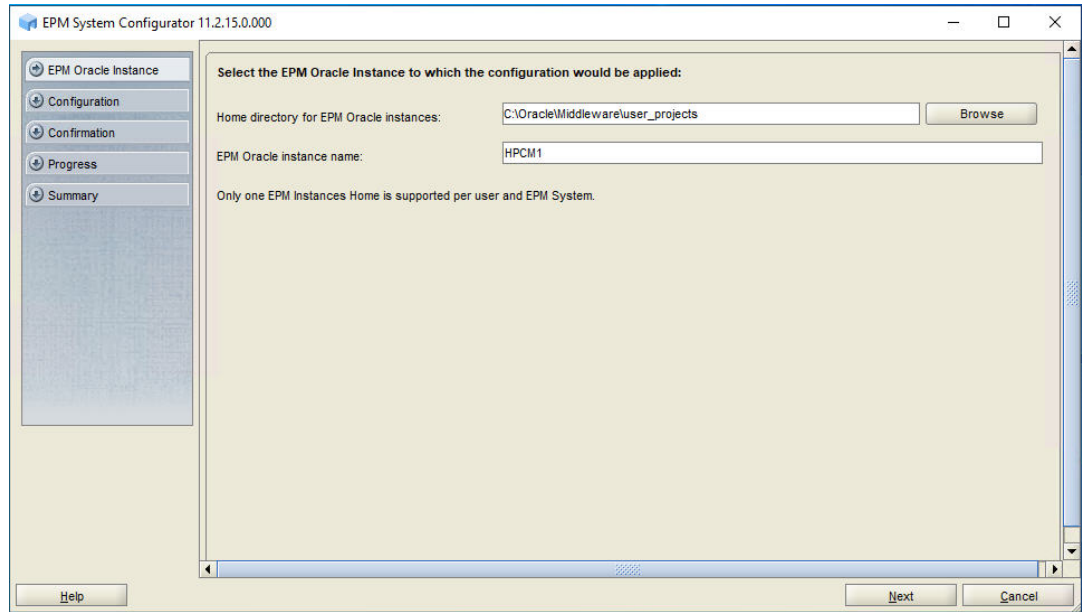 EPM System Configurator 11.2.15.0.000
EPM Oracle Instance
Configuration
Confirmation
Progress
Summary
Select the EPM Oracle Instance to which the configuration would be applied:
Home directory for EPM Oracle instances:
C:\Oracle\Middleware\user_projects
Browse
EPM Oracle instance name:
HPCM1
Only one EPM Instances Home is supported per user and EPM System.
Help
Next
Cancel